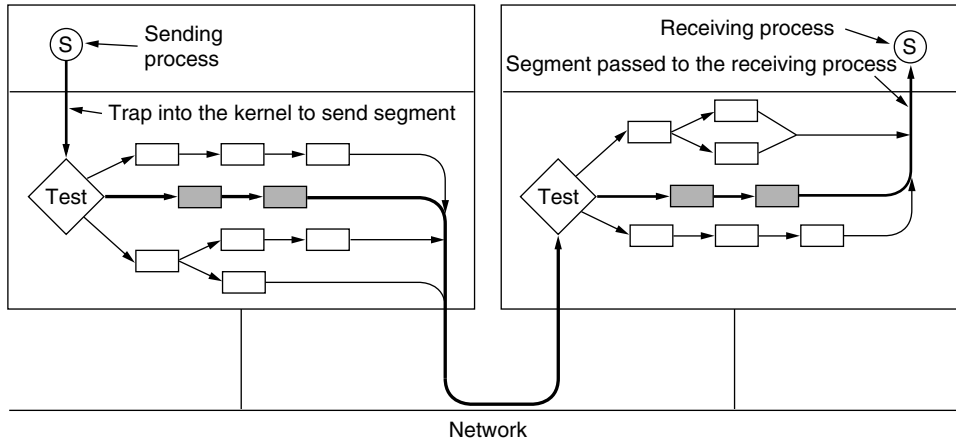 S
Sending
process
Trap into the kernel to send segment
Test
Receiving process
S
Segment passed to the receiving process
Test
Network